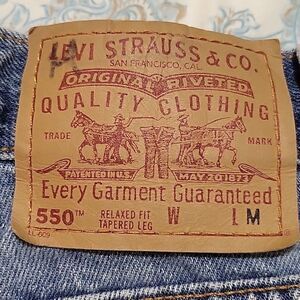 LEVI STRAUSS & CO.
SAN FRANCISCO, CAL.
ORIGINAL RIVETED
QUALITY CLOTHING
TRADE MARK
PATENTED IN U.S. MAY 20 1873
Every Garment Guaranteed
550™ RELAXED FIT W L M
TAPERED LEG